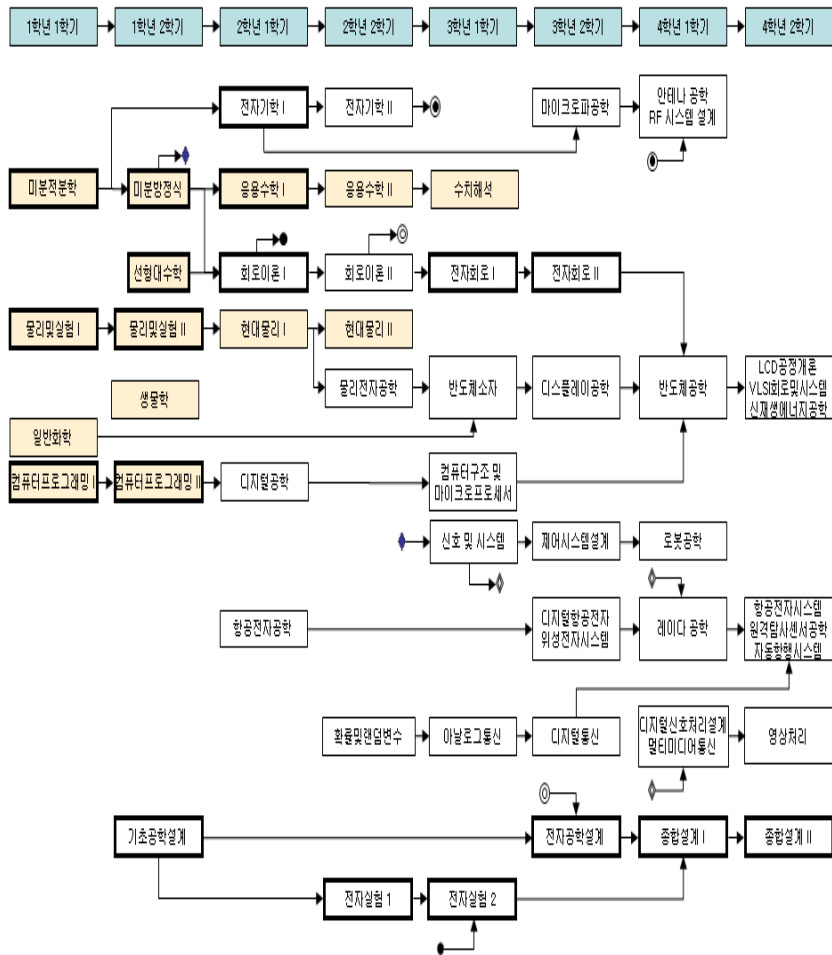 1학년 1학기
1학년 2학기
2학년 1학기
2학년 2학기
3학년 1학기
3학년 2학기
4학년 1학기
4학년 2학기
전자기학 I
전자기학 II
마이크로파공학
안테나 공학
RF 시스템 설계
미분적분학
미분방정식
응용수학 I
응용수학 II
수치해석
선형대수학
회로이론 I
회로이론 II
전자회로 I
전자회로 II
물리및실험 I
물리및실험 II
현대물리 I
현대물리 II
물리전자공학
반도체소자
디스플레이공학
반도체공학
LCD공정개론
VLSI회로및시스템
신재생에너지공학
생물학
일반화학
컴퓨터프로그래밍 I
컴퓨터프로그래밍 II
디지털공학
컴퓨터구조 및
마이크로프로세서
신호 및 시스템
제어시스템설계
로봇공학
항공전자공학
디지털항공전자
위성전자시스템
레이다 공학
항공전자시스템
원격탐사센서공학
자동항행시스템
확률및랜덤변수
아날로그통신
디지털통신
디지털신호처리설계
멀티미디어통신
영상처리
기초공학설계
전자공학설계
종합설계 I
종합설계 II
전자실험 1
전자실험 2